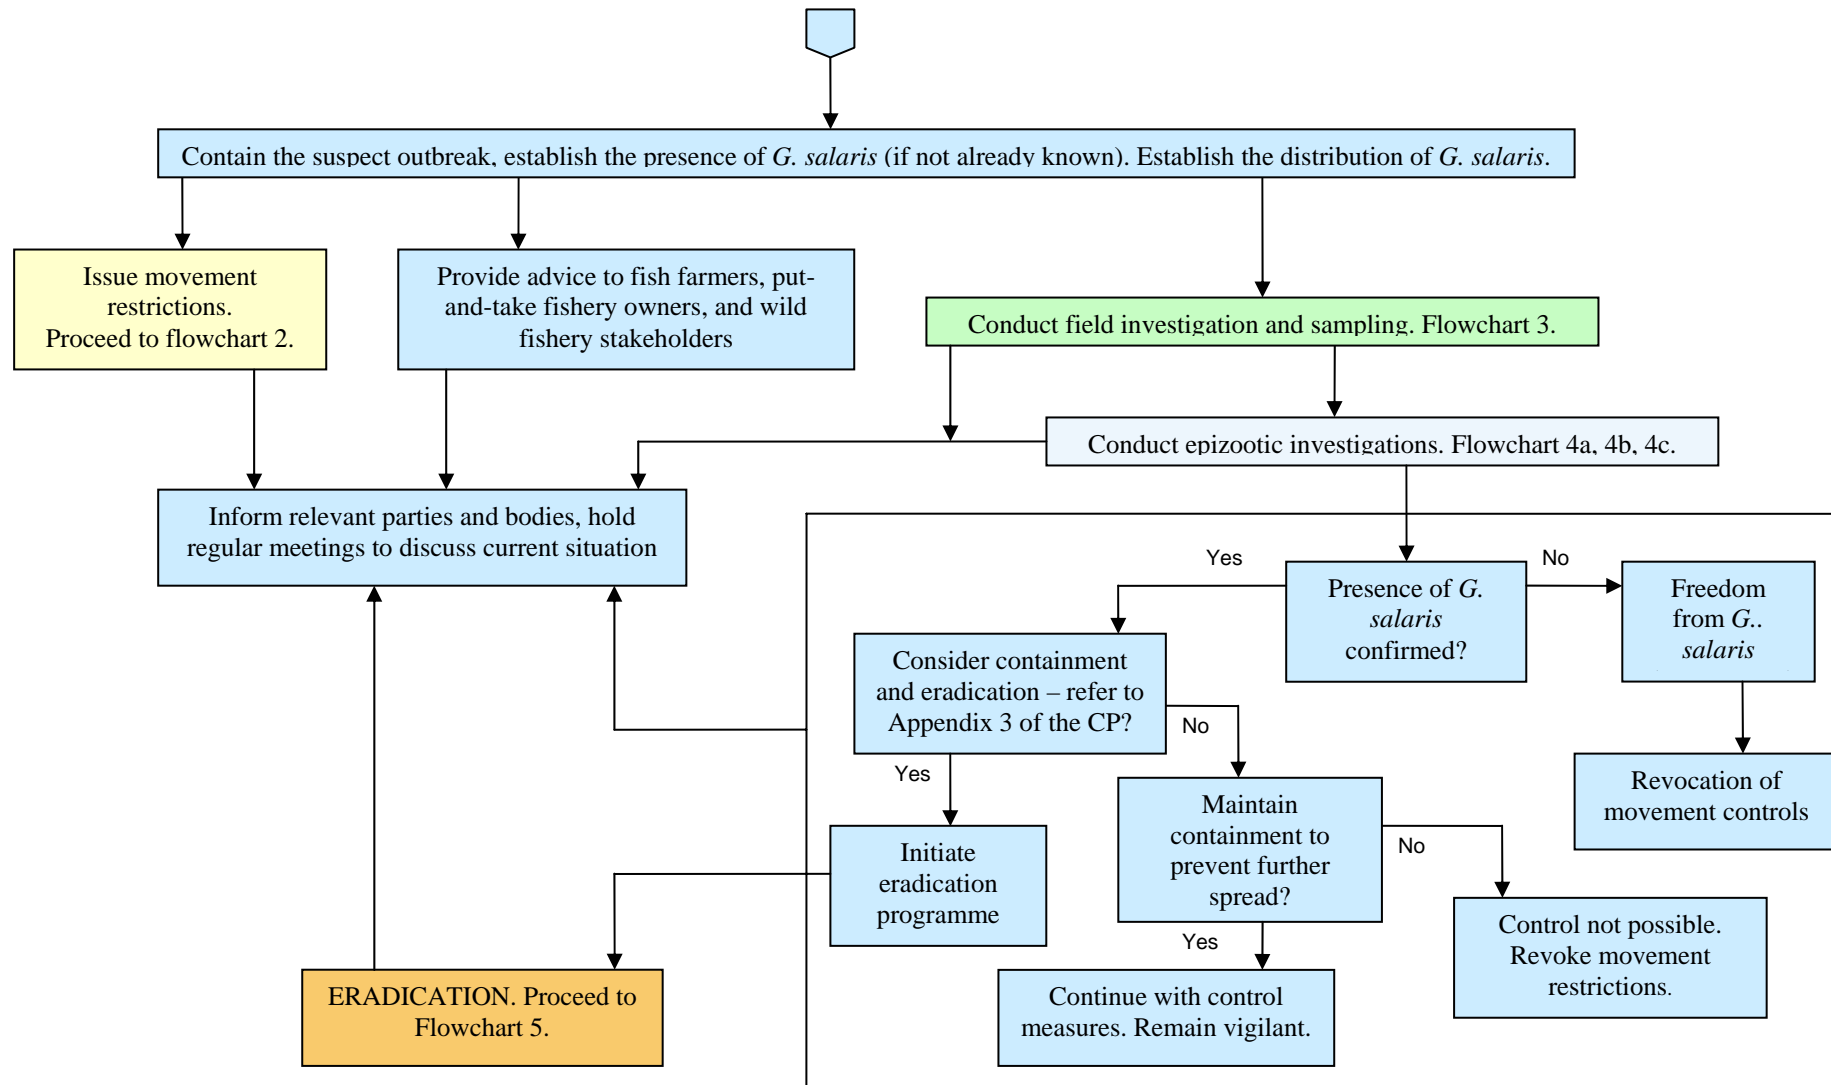 Contain the suspect outbreak, establish the presence of G. salaris (if not already known). Establish the distribution of G. salaris.
Issue movement
restrictions.
Proceed to flowchart 2.
Provide advice to fish farmers, put-
and-take fishery owners, and wild
fishery stakeholders
Conduct field investigation and sampling. Flowchart 3.
Conduct epizootic investigations. Flowchart 4a, 4b, 4c.
Inform relevant parties and bodies, hold
regular meetings to discuss current situation
Yes
No
Presence of G.
salaris
confirmed?
Freedom
from G..
salaris
Consider containment
and eradication – refer to
Appendix 3 of the CP?
No
Yes
Revocation of
movement controls
Maintain
containment to
prevent further
spread?
No
Yes
Initiate
eradication
programme
Control not possible.
Revoke movement
restrictions.
ERADICATION. Proceed to
Flowchart 5.
Continue with control
measures. Remain vigilant.